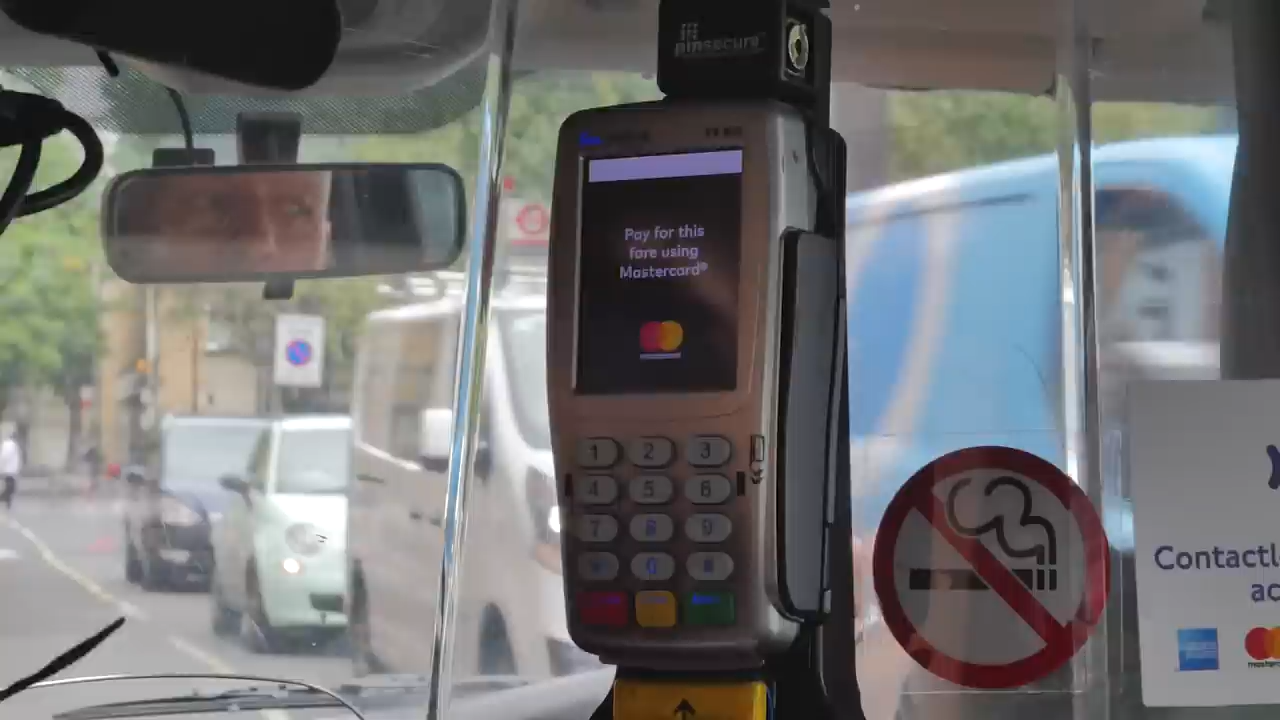 pinsecure
Pay for this
fare using
Mastercard®
1 2 3
4 5 6
7 8 9
* 0 #
Contactl
ac